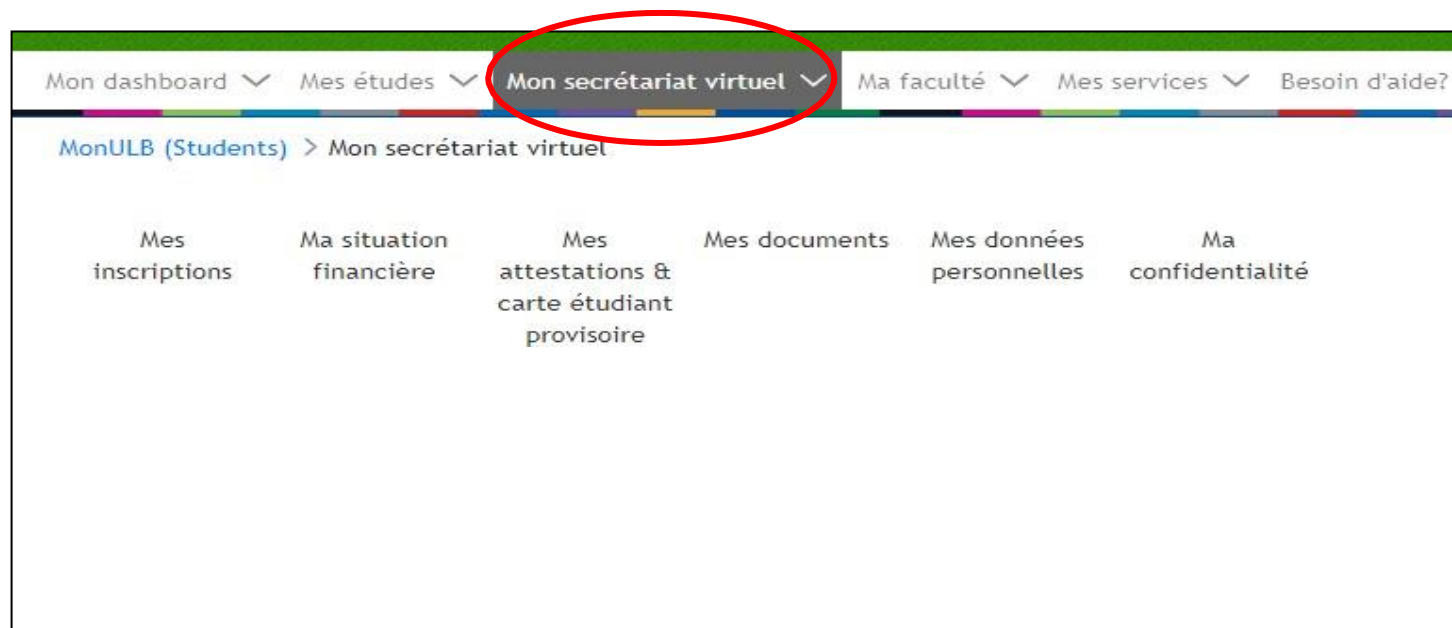 Mon dashboard Mes études Mon secrétariat virtuel Ma faculté Mes services Besoin d'aide?
MonULB (Students) > Mon secrétariat virtuel
Mes inscriptions
Ma situation financière
Mes attestations & carte étudiant provisoire
Mes documents
Mes données personnelles
Ma confidentialité